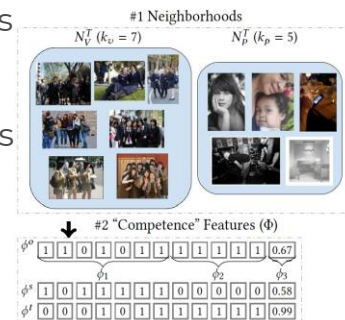 s
#1 Neighborhoods
N_V^T (k_v = 7) N_P^T (k_p = 5)
s
#2 "Competence" Features (Φ)
ϕ^o 1 1 0 1 0 1 1 1 1 1 1 1 0.67
ϕ_1 ϕ_2 ϕ_3
ϕ^s 1 0 1 1 1 1 1 0 0 0 0 0 0.58
ϕ^t 0 0 0 1 0 1 1 1 1 1 1 1 0.99